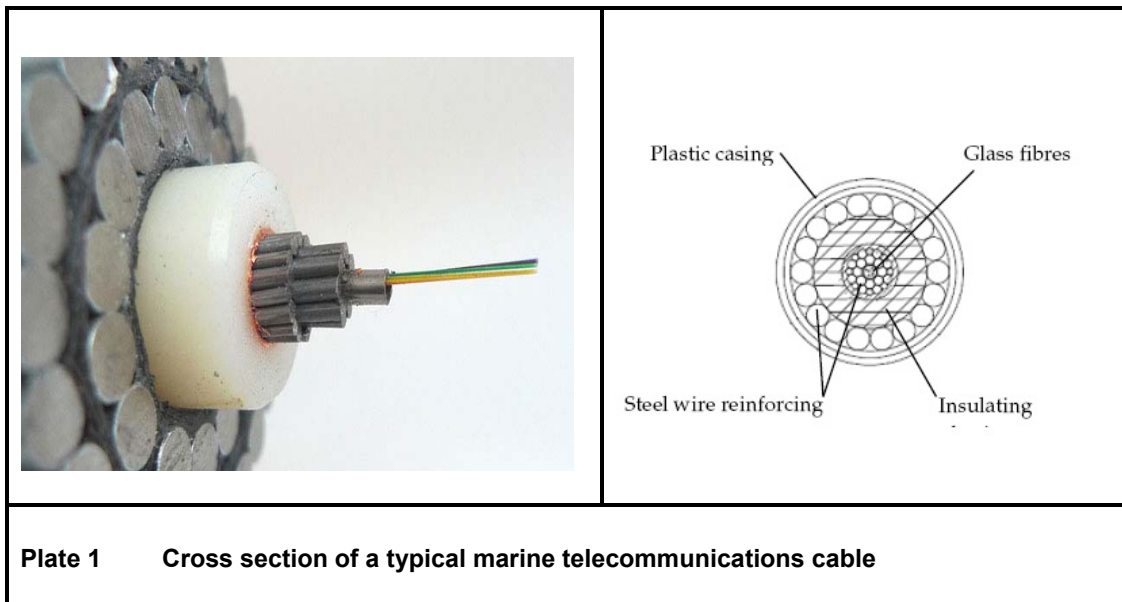 Plastic casing
Glass fibres
Steel wire reinforcing
Insulating
Plate 1 Cross section of a typical marine telecommunications cable